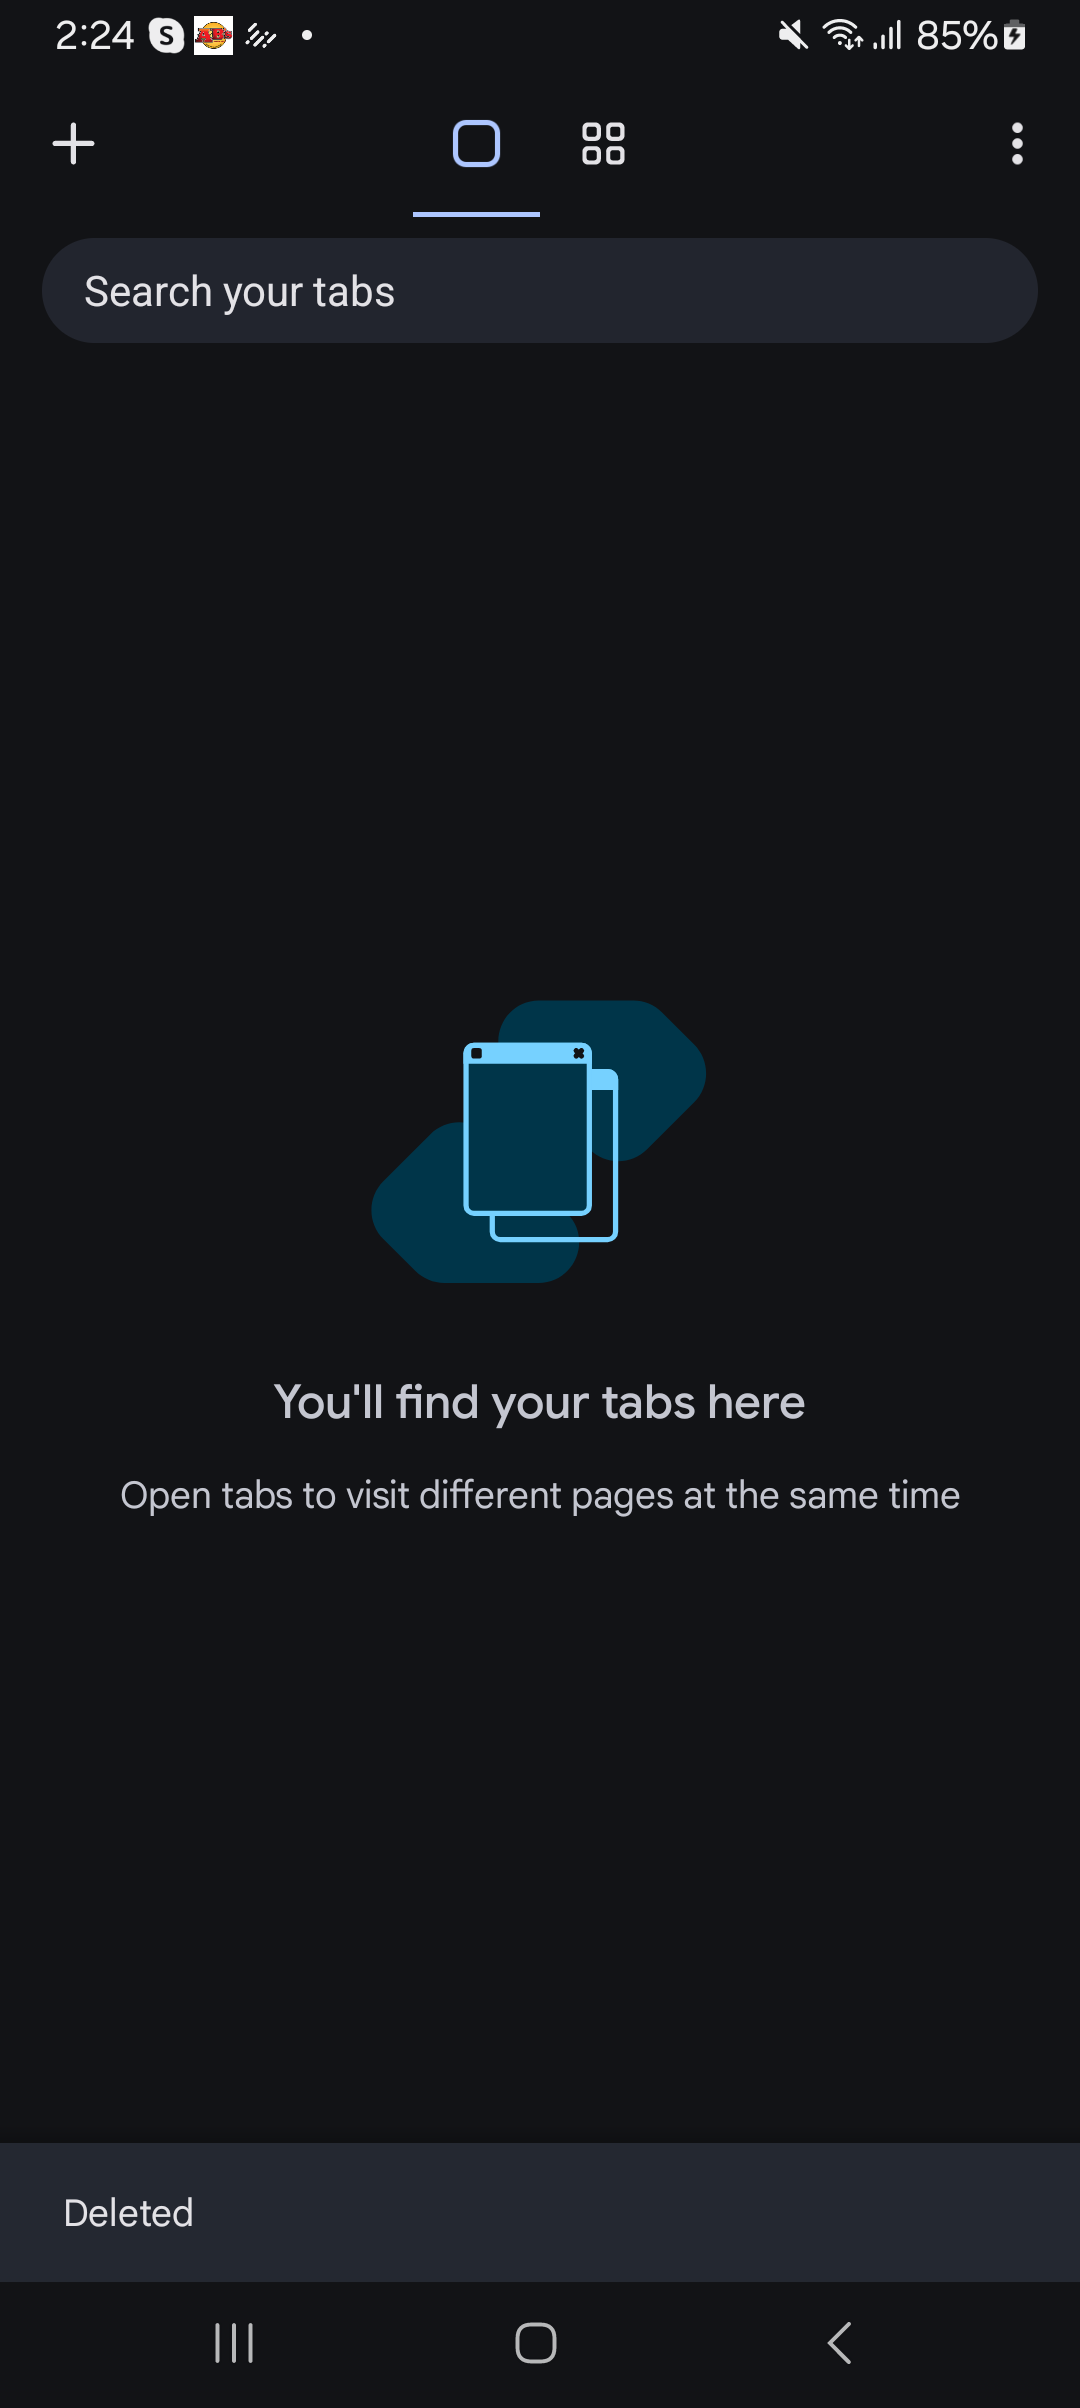 2:24 S AB's 85%
Search your tabs
You'll find your tabs here
Open tabs to visit different pages at the same time
Deleted